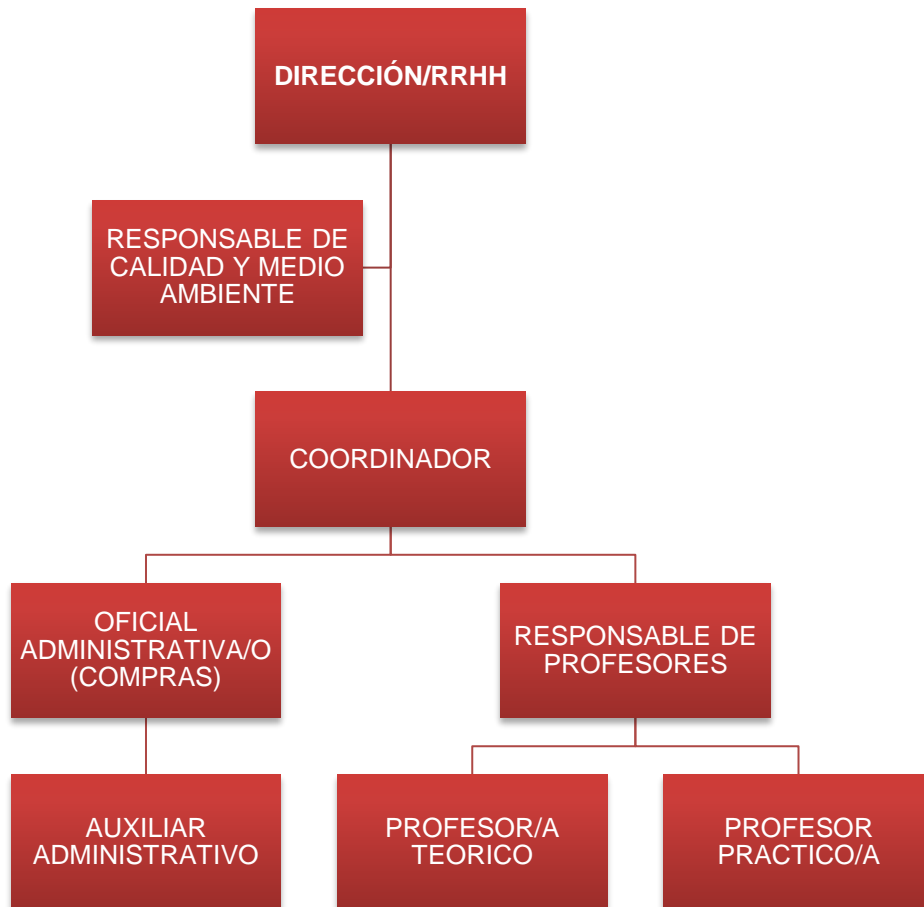 DIRECCIÓN/RRHH
RESPONSABLE DE
CALIDAD Y MEDIO
AMBIENTE
COORDINADOR
OFICIAL
ADMINISTRATIVA/O
(COMPRAS)
RESPONSABLE DE
PROFESORES
AUXILIAR
ADMINISTRATIVO
PROFESOR/A
TEORICO
PROFESOR
PRACTICO/A